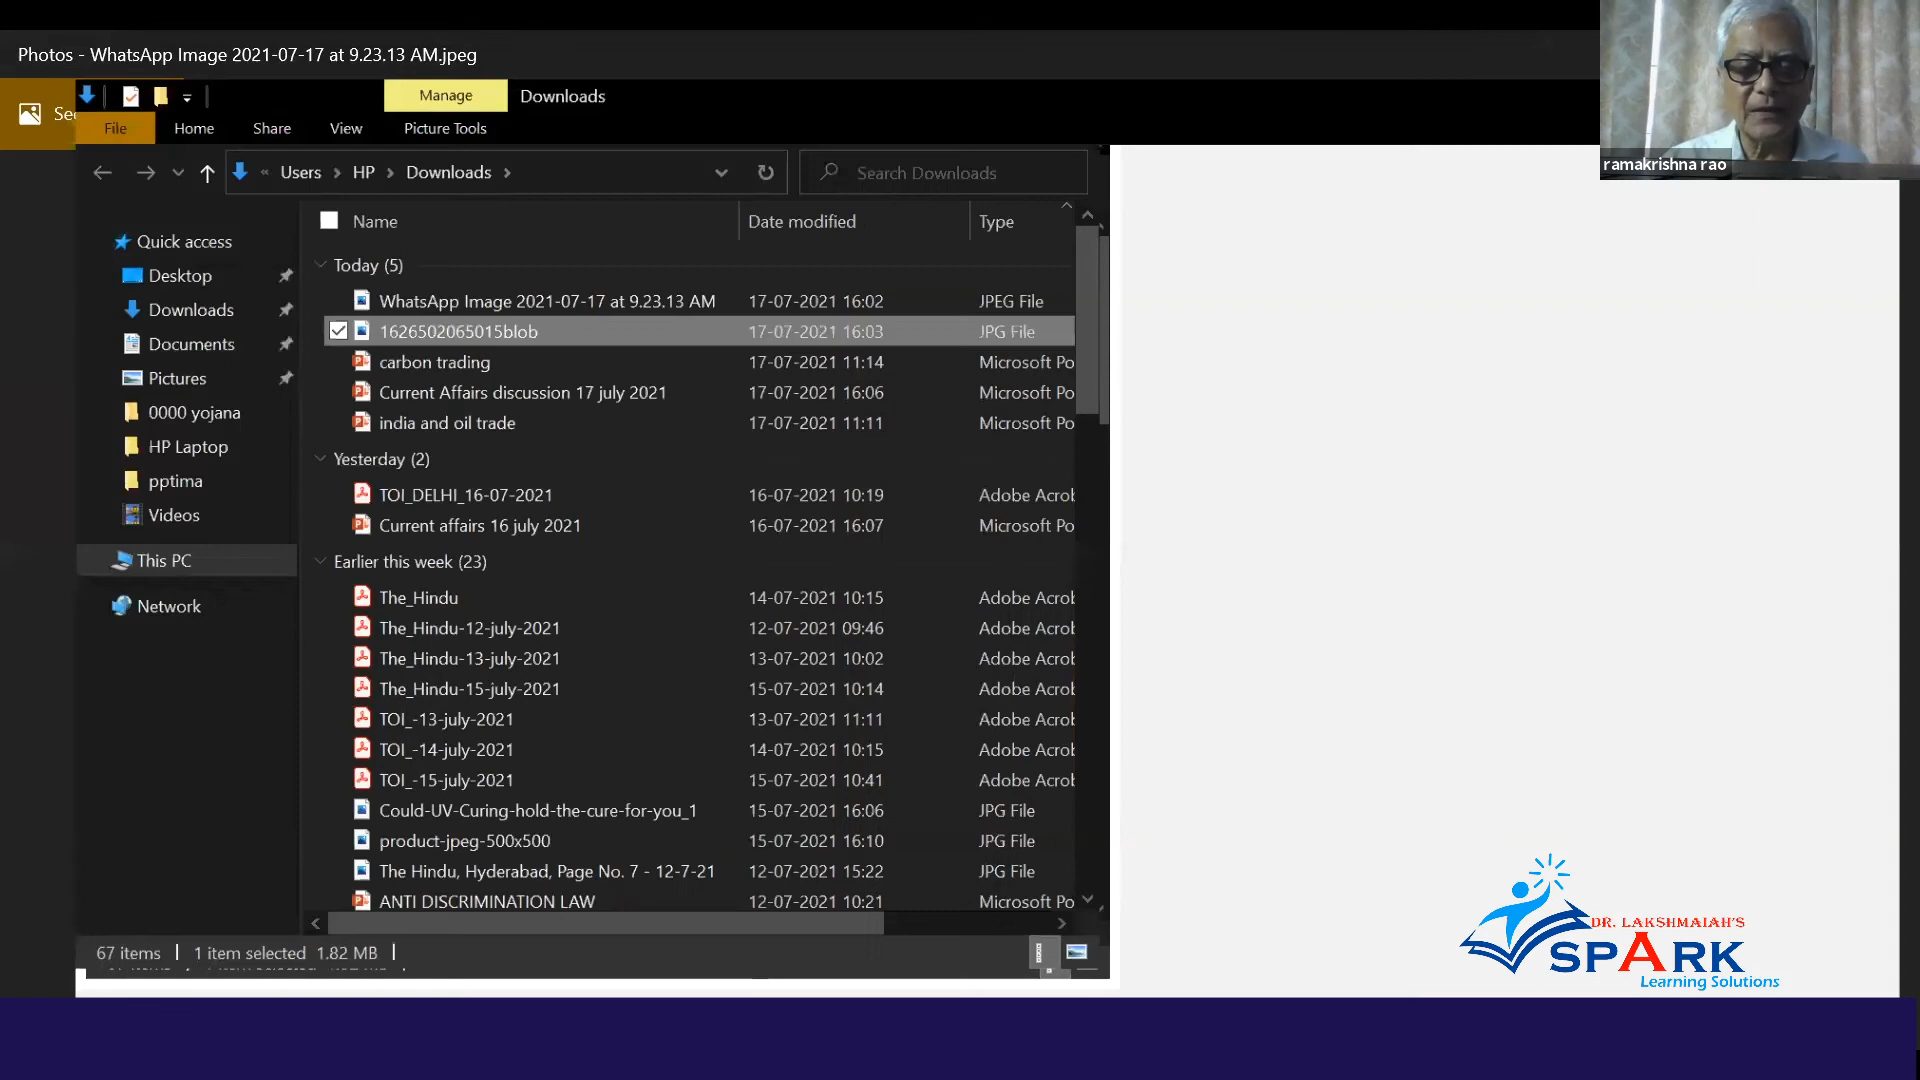 Photos - WhatsApp Image 2021-07-17 at 9.23.13 AM.jpeg
ramakrishna rao
Manage
Downloads
File
Home
Share
View
Picture Tools
« Users > HP > Downloads >
Search Downloads
Quick access
Desktop
Downloads
Documents
Pictures
0000 yojana
HP Laptop
pptima
Videos
This PC
Network
Name Date modified Type
Today (5)
WhatsApp Image 2021-07-17 at 9.23.13 AM 17-07-2021 16:02 JPEG File
1626502065015blob 17-07-2021 16:03 JPG File
carbon trading 17-07-2021 11:14 Microsoft Po
Current Affairs discussion 17 july 2021 17-07-2021 16:06 Microsoft Po
india and oil trade 17-07-2021 11:11 Microsoft Po
Yesterday (2)
TOI_DELHI_16-07-2021 16-07-2021 10:19 Adobe Acrob
Current affairs 16 july 2021 16-07-2021 16:07 Microsoft Po
Earlier this week (23)
The_Hindu 14-07-2021 10:15 Adobe Acrob
The_Hindu-12-july-2021 12-07-2021 09:46 Adobe Acrob
The_Hindu-13-july-2021 13-07-2021 10:02 Adobe Acrob
The_Hindu-15-july-2021 15-07-2021 10:14 Adobe Acrob
TOI_-13-july-2021 13-07-2021 11:11 Adobe Acrob
TOI_-14-july-2021 14-07-2021 10:15 Adobe Acrob
TOI_-15-july-2021 15-07-2021 10:41 Adobe Acrob
Could-UV-Curing-hold-the-cure-for-you_1 15-07-2021 16:06 JPG File
product-jpeg-500x500 15-07-2021 16:10 JPG File
The Hindu, Hyderabad, Page No. 7 - 12-7-21 12-07-2021 15:22 JPG File
ANTI DISCRIMINATION LAW 12-07-2021 10:21 Microsoft Po
67 items 1 item selected 1.82 MB
DR. LAKSHMAIAH'S
SPARK
Learning Solutions